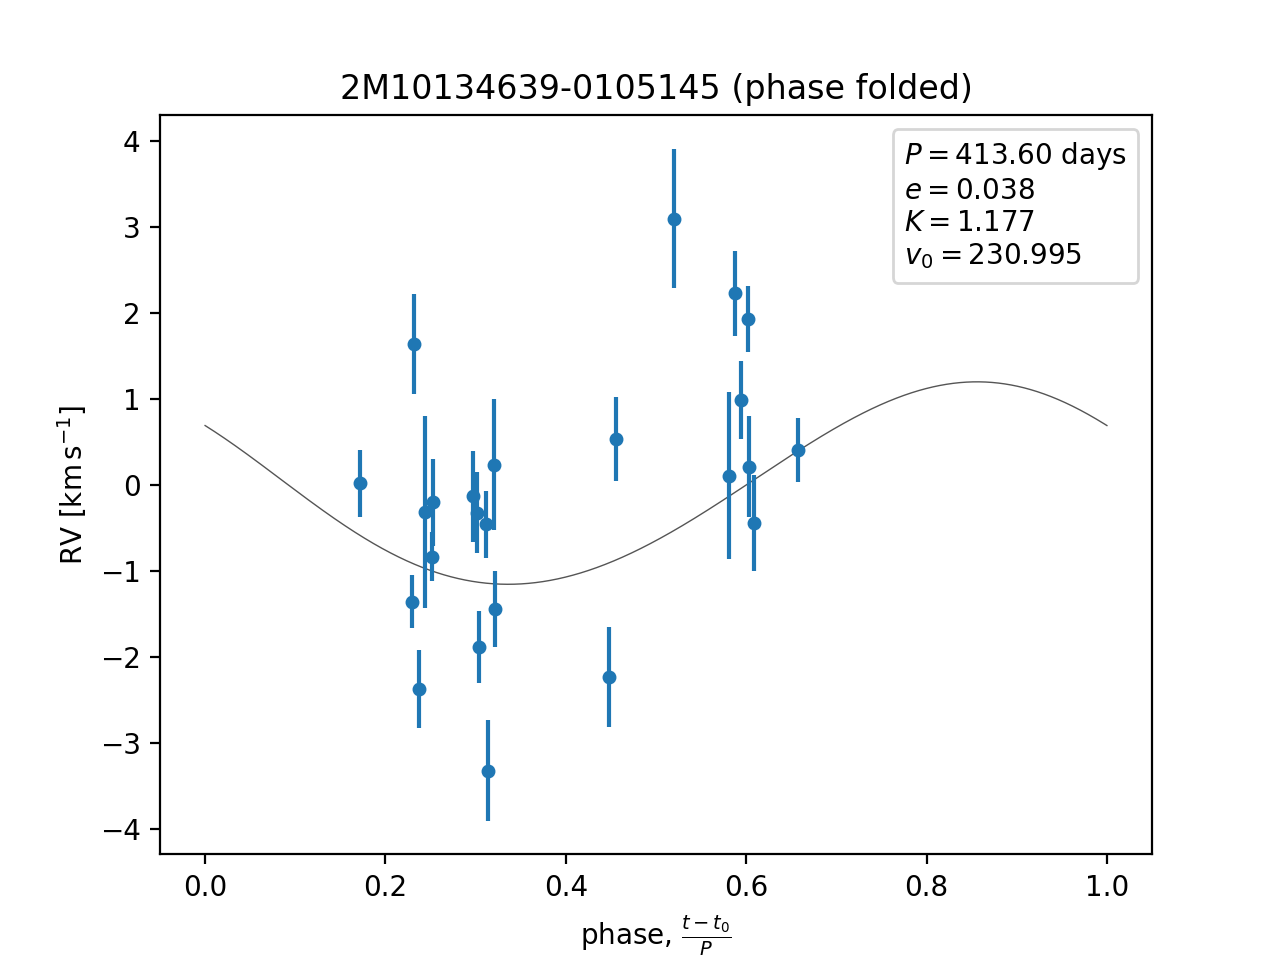 2M10134639-0105145 (phase folded)
P = 413.60 days
e = 0.038
K = 1.177
v₀ = 230.995
4
3
2
1
0
−1
−2
−3
−4
RV [km s⁻¹]
0.0 0.2 0.4 0.6 0.8 1.0
phase, (t − t₀)/P